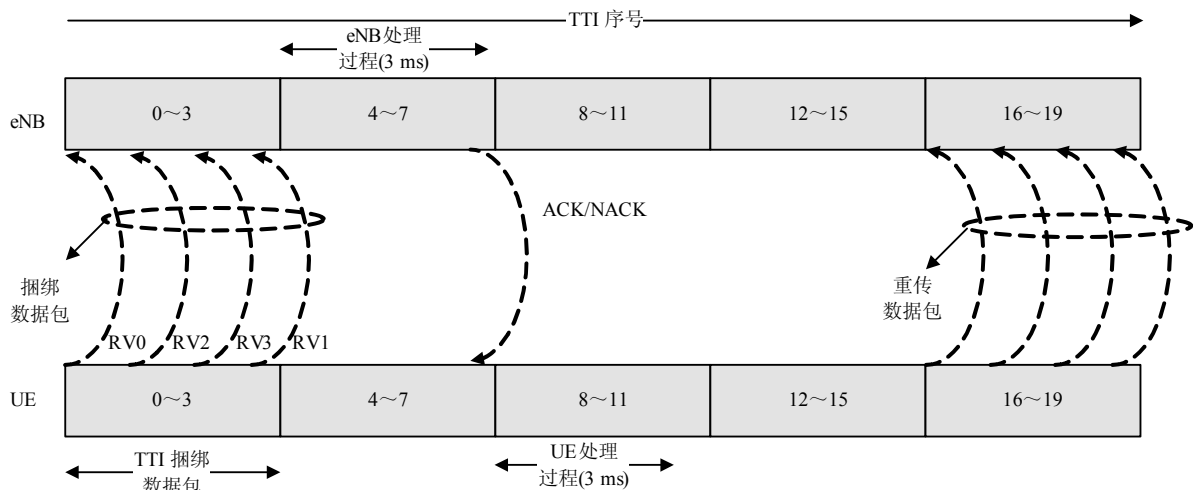 TTI 序号
eNB处理
过程(3 ms)
eNB
0～3
4～7
8～11
12～15
16～19
ACK/NACK
捆绑
数据包
重传
数据包
RV0
RV2
RV3
RV1
UE
0～3
4～7
8～11
12～15
16～19
TTI 捆绑
数据包
UE处理
过程(3 ms)